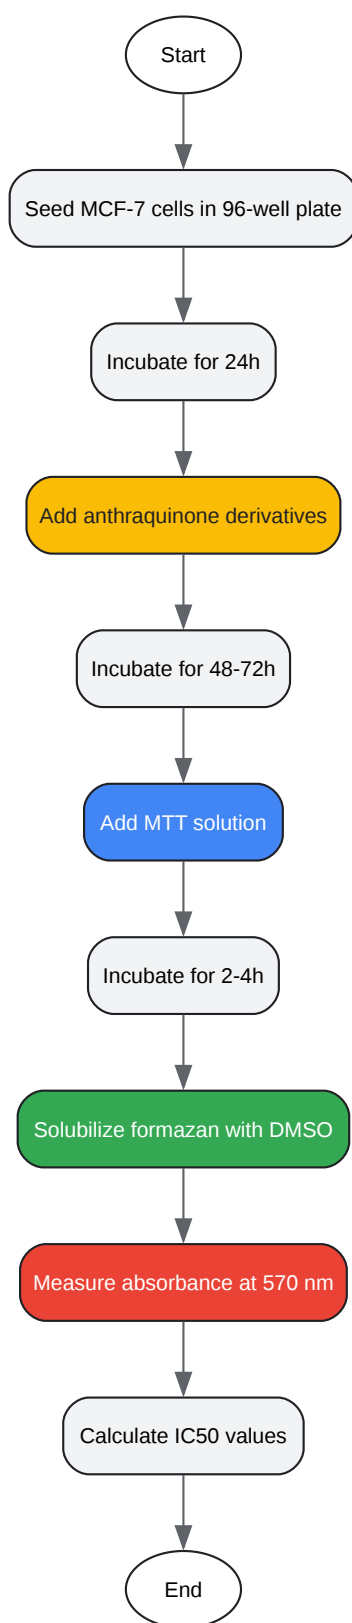 Start
Seed MCF-7 cells in 96-well plate
Incubate for 24h
Add anthraquinone derivatives
Incubate for 48-72h
Add MTT solution
Incubate for 2-4h
Solubilize formazan with DMSO
Measure absorbance at 570 nm
Calculate IC50 values
End